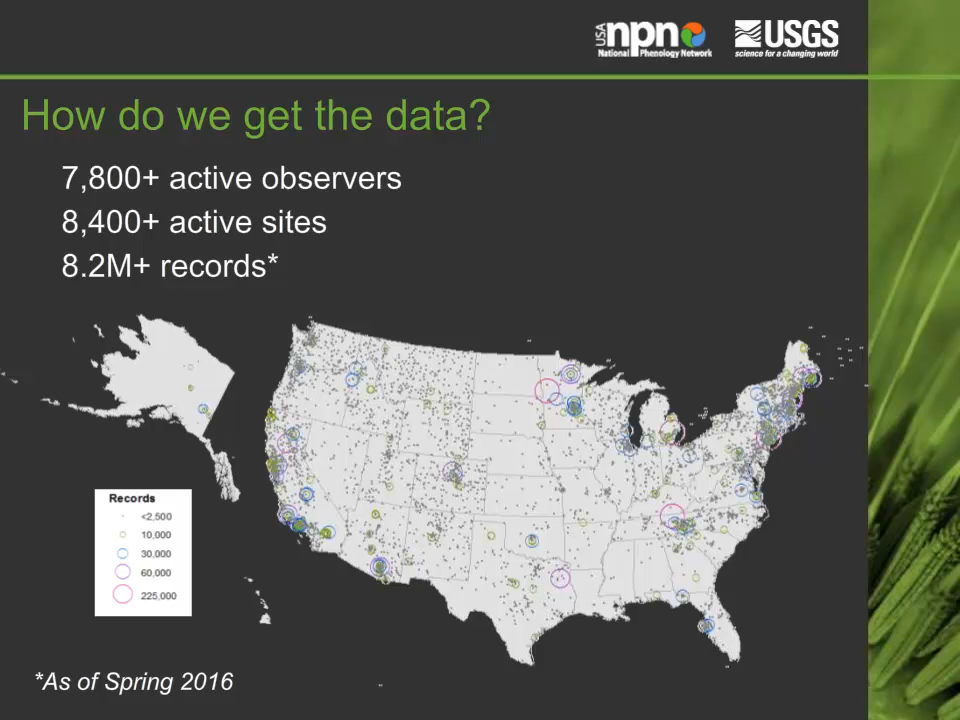 USA npn
National Phenology Network
USGS
science for a changing world
How do we get the data?
7,800+ active observers
8,400+ active sites
8.2M+ records*
Records
<2,500
10,000
30,000
60,000
225,000
*As of Spring 2016